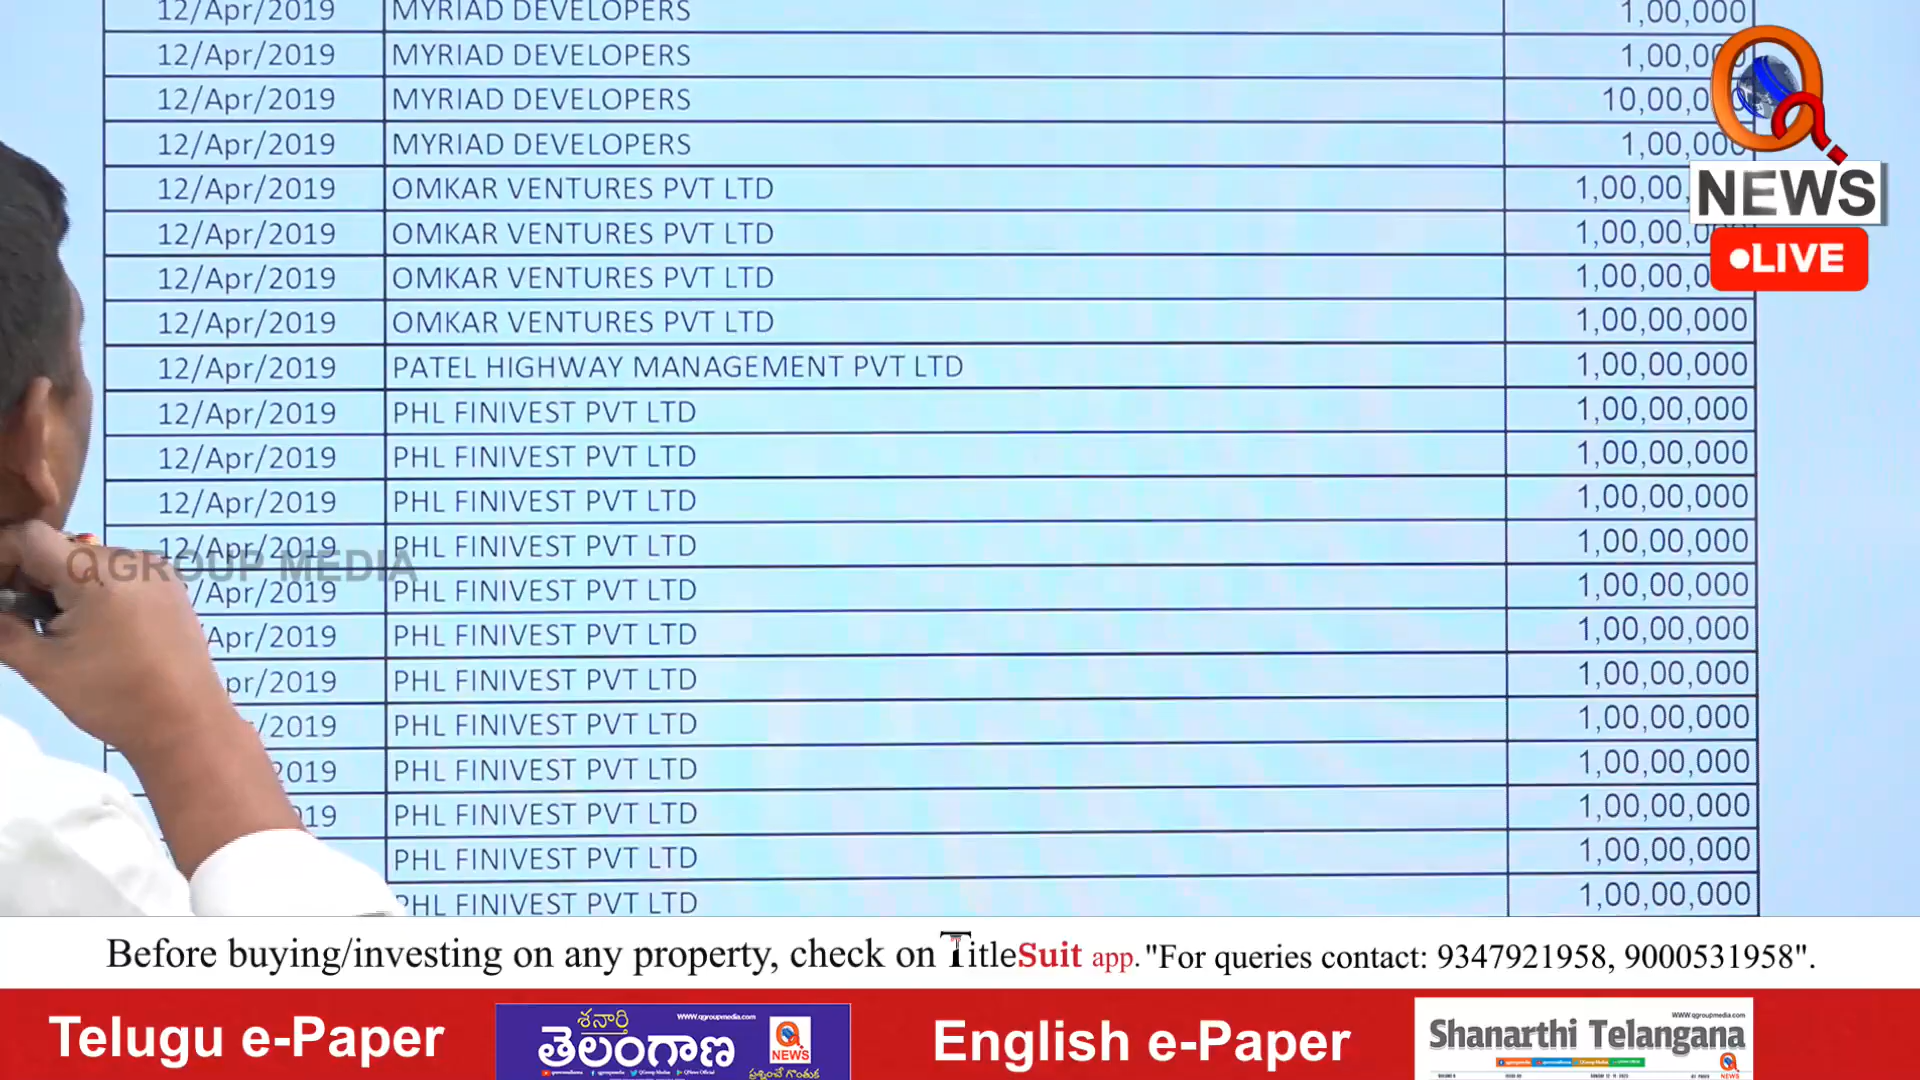 12/Apr/2019 MYRIAD DEVELOPERS 1,00,000
12/Apr/2019 MYRIAD DEVELOPERS 1,00,0
12/Apr/2019 MYRIAD DEVELOPERS 10,00,0
12/Apr/2019 MYRIAD DEVELOPERS 1,00,000
12/Apr/2019 OMKAR VENTURES PVT LTD 1,00,00,
12/Apr/2019 OMKAR VENTURES PVT LTD 1,00,00,000
12/Apr/2019 OMKAR VENTURES PVT LTD 1,00,00,0
12/Apr/2019 OMKAR VENTURES PVT LTD 1,00,00,000
12/Apr/2019 PATEL HIGHWAY MANAGEMENT PVT LTD 1,00,00,000
12/Apr/2019 PHL FINIVEST PVT LTD 1,00,00,000
12/Apr/2019 PHL FINIVEST PVT LTD 1,00,00,000
12/Apr/2019 PHL FINIVEST PVT LTD 1,00,00,000
12/Apr/2019 PHL FINIVEST PVT LTD 1,00,00,000
/Apr/2019 PHL FINIVEST PVT LTD 1,00,00,000
Apr/2019 PHL FINIVEST PVT LTD 1,00,00,000
pr/2019 PHL FINIVEST PVT LTD 1,00,00,000
/2019 PHL FINIVEST PVT LTD 1,00,00,000
2019 PHL FINIVEST PVT LTD 1,00,00,000
19 PHL FINIVEST PVT LTD 1,00,00,000
PHL FINIVEST PVT LTD 1,00,00,000
PHL FINIVEST PVT LTD 1,00,00,000
Q GROUP MEDIA
Q NEWS
LIVE
Before buying/investing on any property, check on TitleSuit app. "For queries contact: 9347921958, 9000531958".
Telugu e-Paper
శనార్తి
తెలంగాణ
www.qgroupmedia.com
NEWS
ప్రశ్నించే గొంతుక
English e-Paper
www.qgroupmedia.com
Shanarthi Telangana